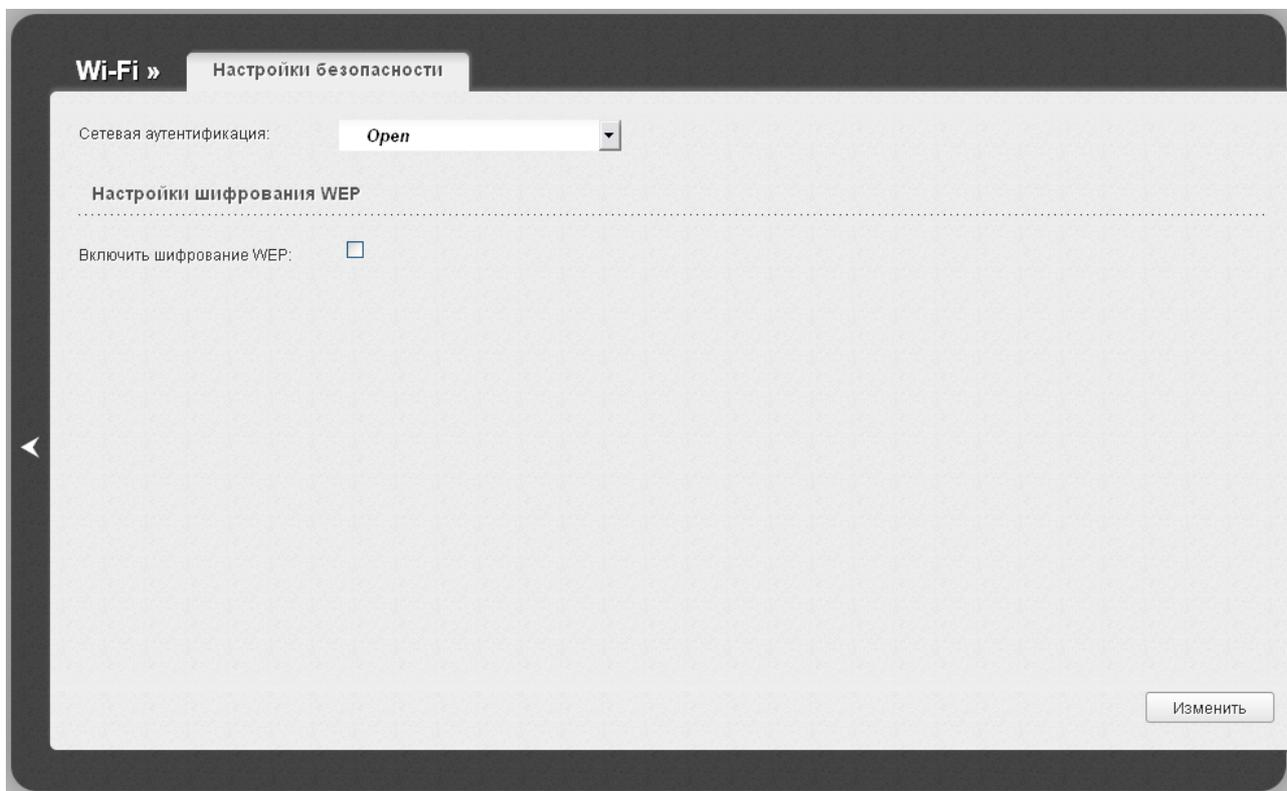 Wi-Fi » Настройки безопасности
Сетевая аутентификация: Open
Настройки шифрования WEP
Включить шифрование WEP:
Изменить